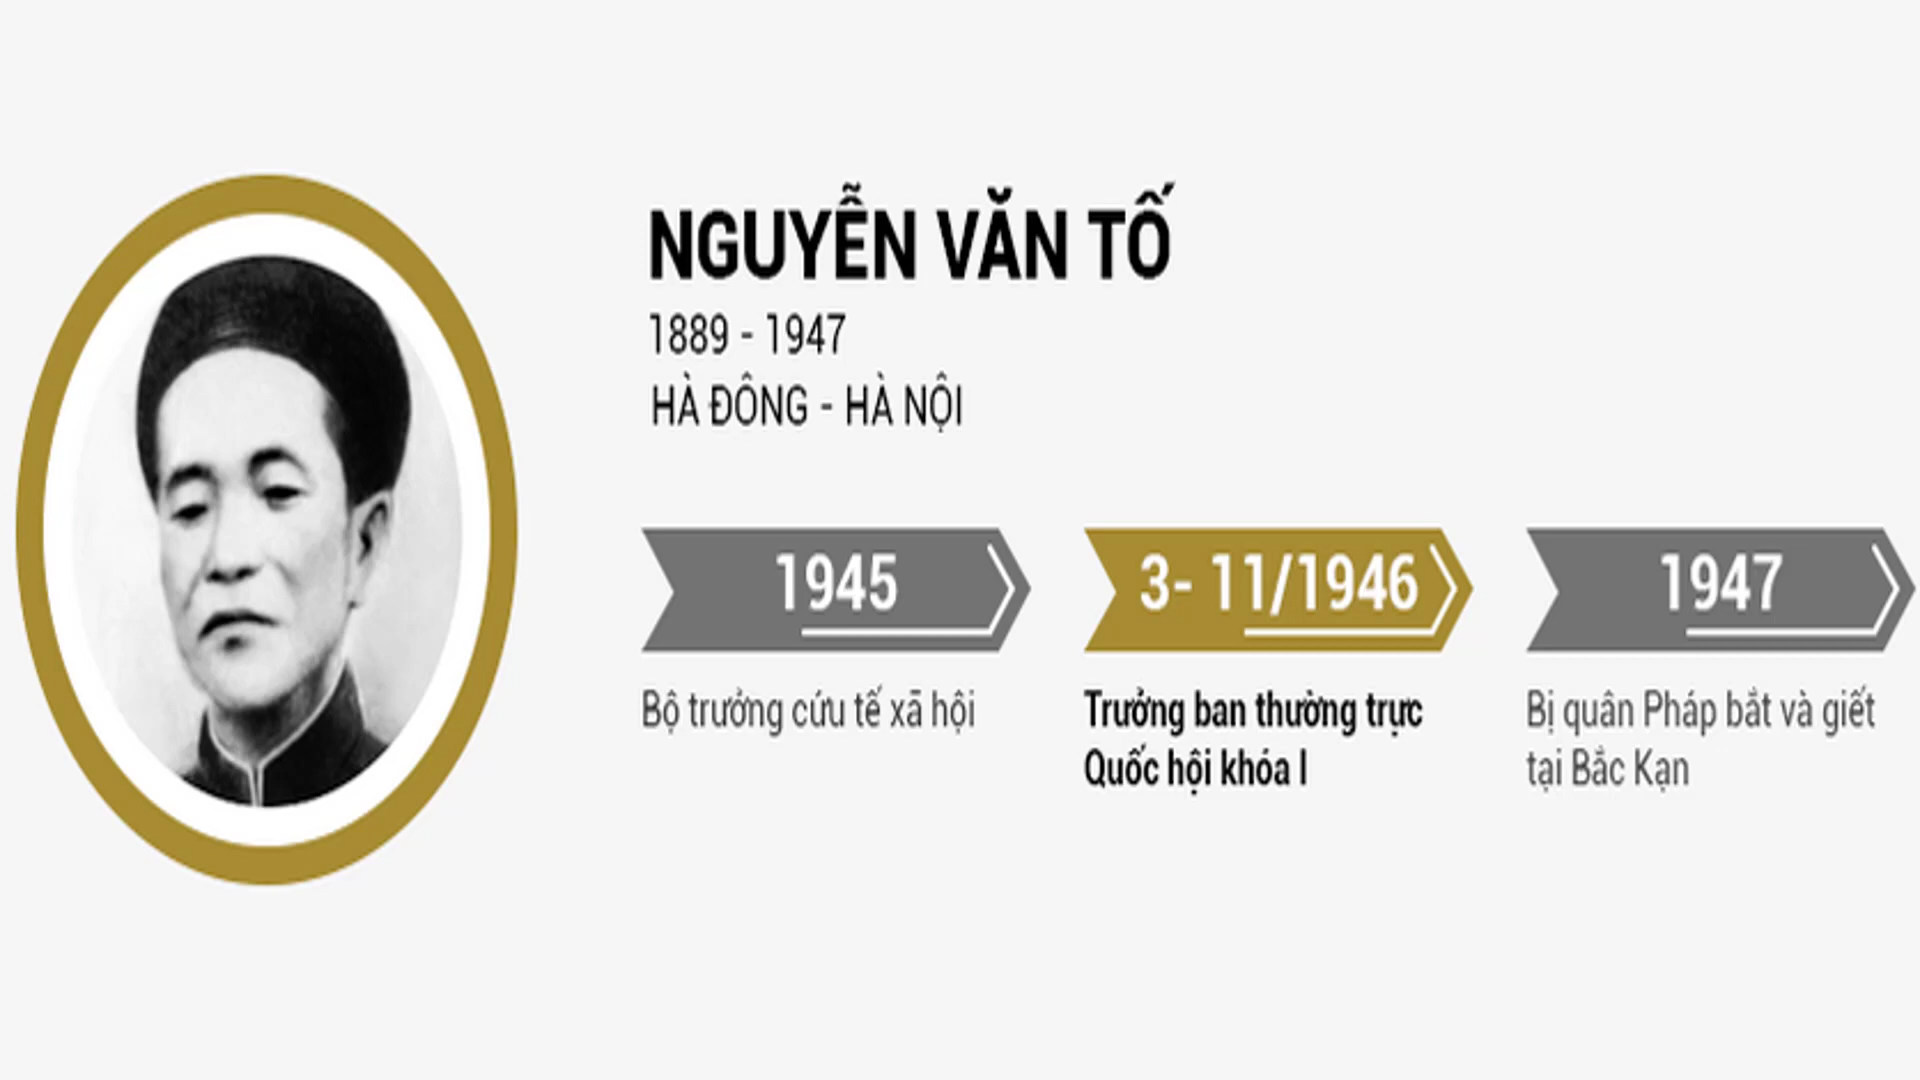 NGUYỄN VĂN TỐ
1889 - 1947
HÀ ĐÔNG - HÀ NỘI
1945
Bộ trưởng cứu tế xã hội
3- 11/1946
Trưởng ban thường trực
Quốc hội khóa I
1947
Bị quân Pháp bắt và giết
tại Bắc Kạn